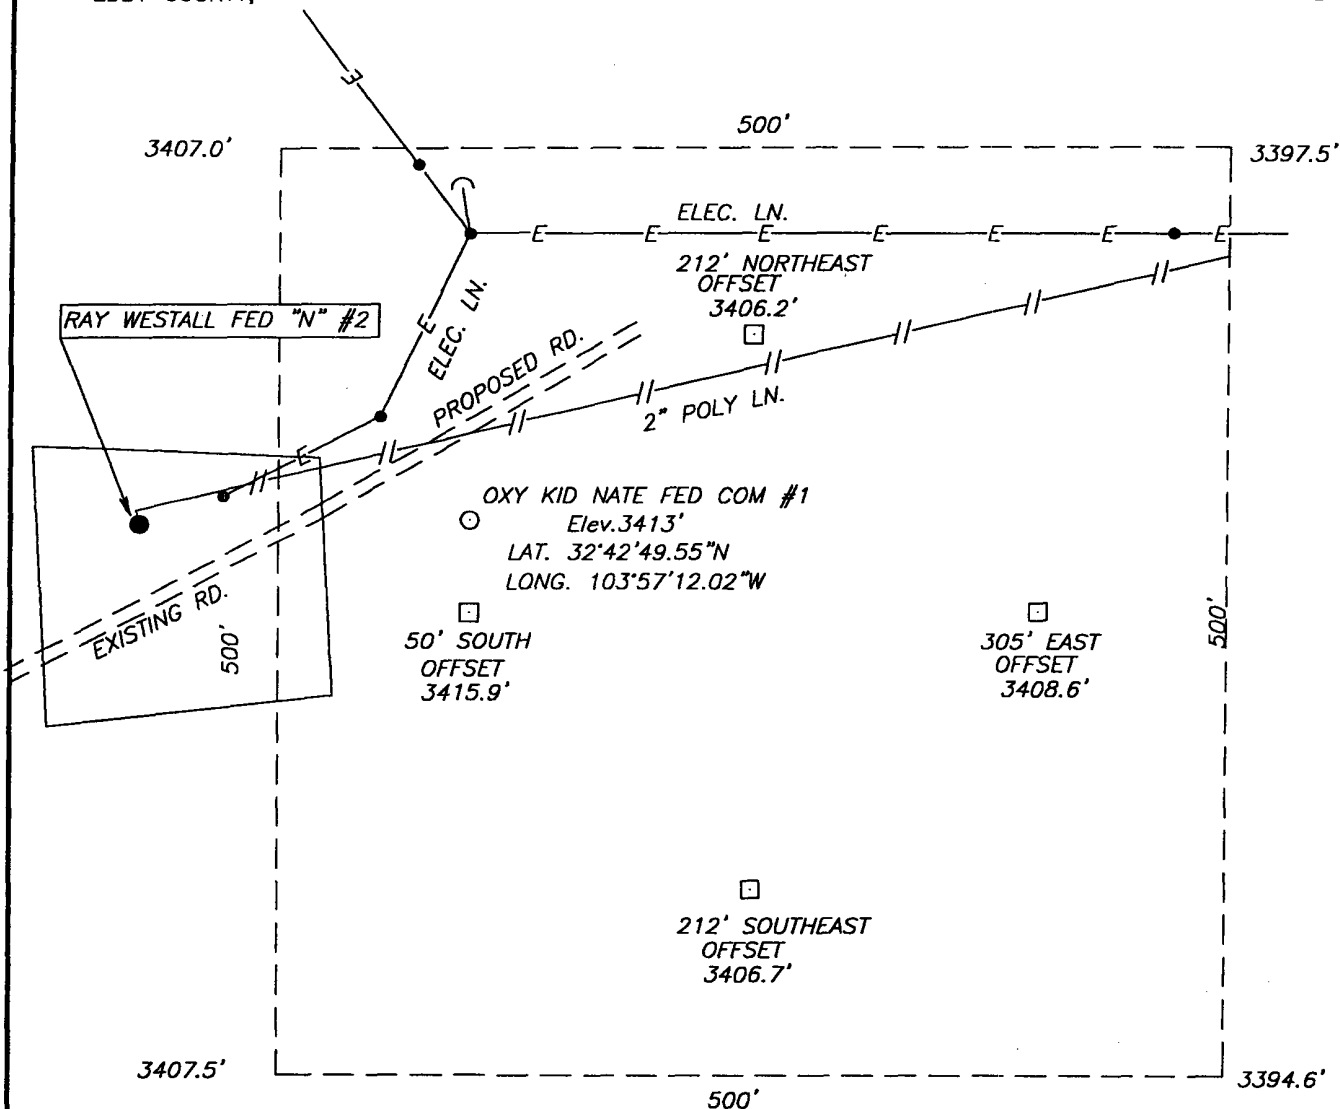 500'
3407.0'
3397.5'
E
ELEC. LN.
E E E E E E E
212' NORTHEAST
OFFSET
3406.2'
RAY WESTALL FED "N" #2
E
ELEC. LN.
PROPOSED RD.
2" POLY LN.
E
OXY KID NATE FED COM #1
Elev.3413'
LAT. 32°42'49.55"N
LONG. 103°57'12.02"W
EXISTING RD.
500'
50' SOUTH
OFFSET
3415.9'
305' EAST
OFFSET
3408.6'
500'
212' SOUTHEAST
OFFSET
3406.7'
3407.5'
3394.6'
500'